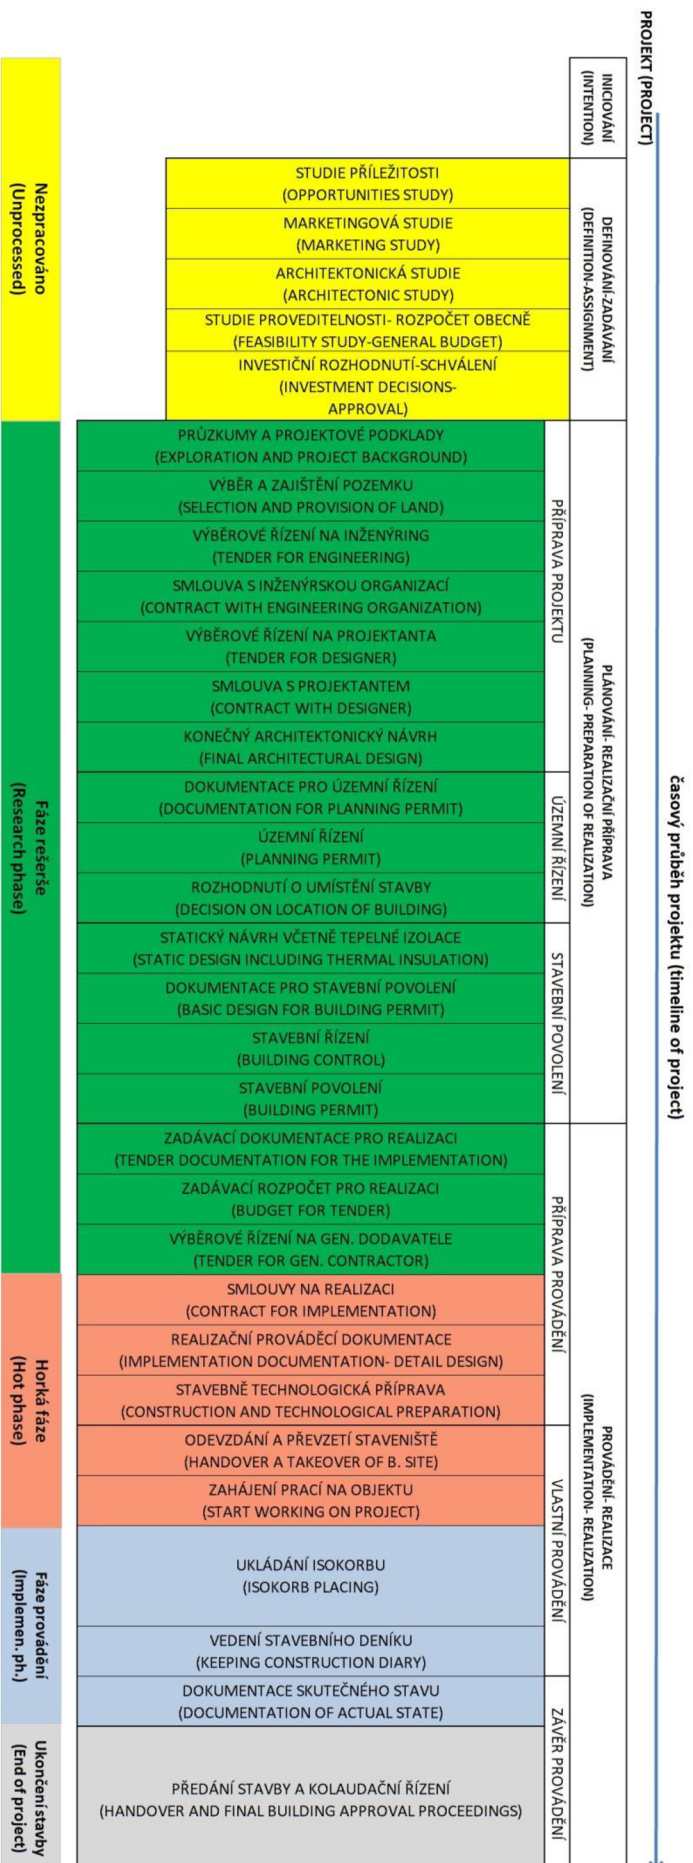 PROJEKT (PROJECT)
časový průběh projektu (timeline of project)
INICIOVÁNÍ
(INTENTION)
DEFINOVÁNÍ-ZADÁVÁNÍ
(DEFINITION-ASSIGNMENT)
STUDIE PŘÍLEŽITOSTI
(OPPORTUNITIES STUDY)
MARKETINGOVÁ STUDIE
(MARKETING STUDY)
ARCHITEKTONICKÁ STUDIE
(ARCHITECTONIC STUDY)
STUDIE PROVEDITELNOSTI- ROZPOČET OBECNĚ
(FEASIBILITY STUDY-GENERAL BUDGET)
INVESTIČNÍ ROZHODNUTÍ-SCHVÁLENÍ
(INVESTMENT DECISIONS-
APPROVAL)
Nezpracováno
(Unprocessed)
PLÁNOVÁNÍ- REALIZAČNÍ PŘÍPRAVA
(PLANNING- PREPARATION OF REALIZATION)
PŘÍPRAVA PROJEKTU
PRŮZKUMY A PROJEKTOVÉ PODKLADY
(EXPLORATION AND PROJECT BACKGROUND)
VÝBĚR A ZAJIŠTĚNÍ POZEMKU
(SELECTION AND PROVISION OF LAND)
VÝBĚROVÉ ŘÍZENÍ NA INŽENÝRING
(TENDER FOR ENGINEERING)
SMLOUVA S INŽENÝRSKOU ORGANIZACÍ
(CONTRACT WITH ENGINEERING ORGANIZATION)
VÝBĚROVÉ ŘÍZENÍ NA PROJEKTANTA
(TENDER FOR DESIGNER)
SMLOUVA S PROJEKTANTEM
(CONTRACT WITH DESIGNER)
KONEČNÝ ARCHITEKTONICKÝ NÁVRH
(FINAL ARCHITECTURAL DESIGN)
ÚZEMNÍ ŘÍZENÍ
DOKUMENTACE PRO ÚZEMNÍ ŘÍZENÍ
(DOCUMENTATION FOR PLANNING PERMIT)
ÚZEMNÍ ŘÍZENÍ
(PLANNING PERMIT)
ROZHODNUTÍ O UMÍSTĚNÍ STAVBY
(DECISION ON LOCATION OF BUILDING)
STAVEBNÍ POVOLENÍ
STATICKÝ NÁVRH VČETNĚ TEPELNÉ IZOLACE
(STATIC DESIGN INCLUDING THERMAL INSULATION)
DOKUMENTACE PRO STAVEBNÍ POVOLENÍ
(BASIC DESIGN FOR BUILDING PERMIT)
STAVEBNÍ ŘÍZENÍ
(BUILDING CONTROL)
STAVEBNÍ POVOLENÍ
(BUILDING PERMIT)
Fáze rešerše
(Research phase)
PROVÁDĚNÍ- REALIZACE
(IMPLEMENTATION- REALIZATION)
PŘÍPRAVA PROVÁDĚNÍ
ZADÁVACÍ DOKUMENTACE PRO REALIZACI
(TENDER DOCUMENTATION FOR THE IMPLEMENTATION)
ZADÁVACÍ ROZPOČET PRO REALIZACI
(BUDGET FOR TENDER)
VÝBĚROVÉ ŘÍZENÍ NA GEN. DODAVATELE
(TENDER FOR GEN. CONTRACTOR)
SMLOUVY NA REALIZACI
(CONTRACT FOR IMPLEMENTATION)
REALIZAČNÍ PROVÁDĚCÍ DOKUMENTACE
(IMPLEMENTATION DOCUMENTATION- DETAIL DESIGN)
STAVEBNĚ TECHNOLOGICKÁ PŘÍPRAVA
(CONSTRUCTION AND TECHNOLOGICAL PREPARATION)
VLASTNÍ PROVÁDĚNÍ
ODEVZDÁNÍ A PŘEVZETÍ STAVENIŠTĚ
(HANDOVER A TAKEOVER OF B. SITE)
ZAHÁJENÍ PRACÍ NA OBJEKTU
(START WORKING ON PROJECT)
Horká fáze
(Hot phase)
UKLÁDÁNÍ ISOKORBU
(ISOKORB PLACING)
VEDENÍ STAVEBNÍHO DENÍKU
(KEEPING CONSTRUCTION DIARY)
ZÁVĚR PROVÁDĚNÍ
DOKUMENTACE SKUTEČNÉHO STAVU
(DOCUMENTATION OF ACTUAL STATE)
Fáze provádění
(Implemen. ph.)
PŘEDÁNÍ STAVBY A KOLAUDAČNÍ ŘÍZENÍ
(HANDOVER AND FINAL BUILDING APPROVAL PROCEEDINGS)
Ukončení stavby
(End of project)